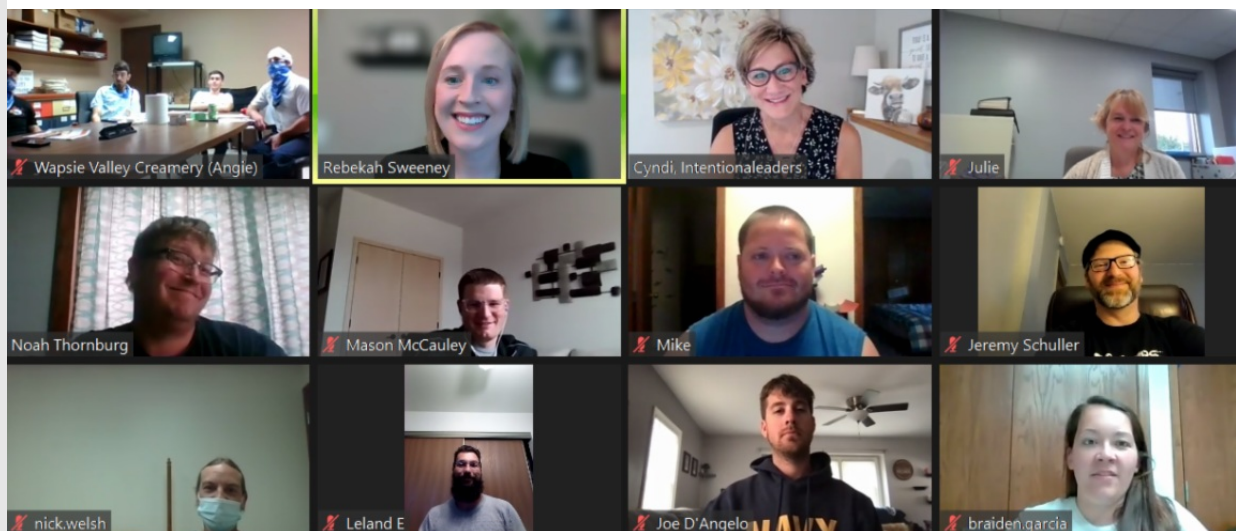 Wapsie Valley Creamery (Angie)
Rebekah Sweeney
Cyndi, Intentionaleaders
Julie
Noah Thornburg
Mason McCauley
Mike
Jeremy Schuller
nick.welsh
Leland E
Joe D'Angelo
NAVY
braiden.garcia